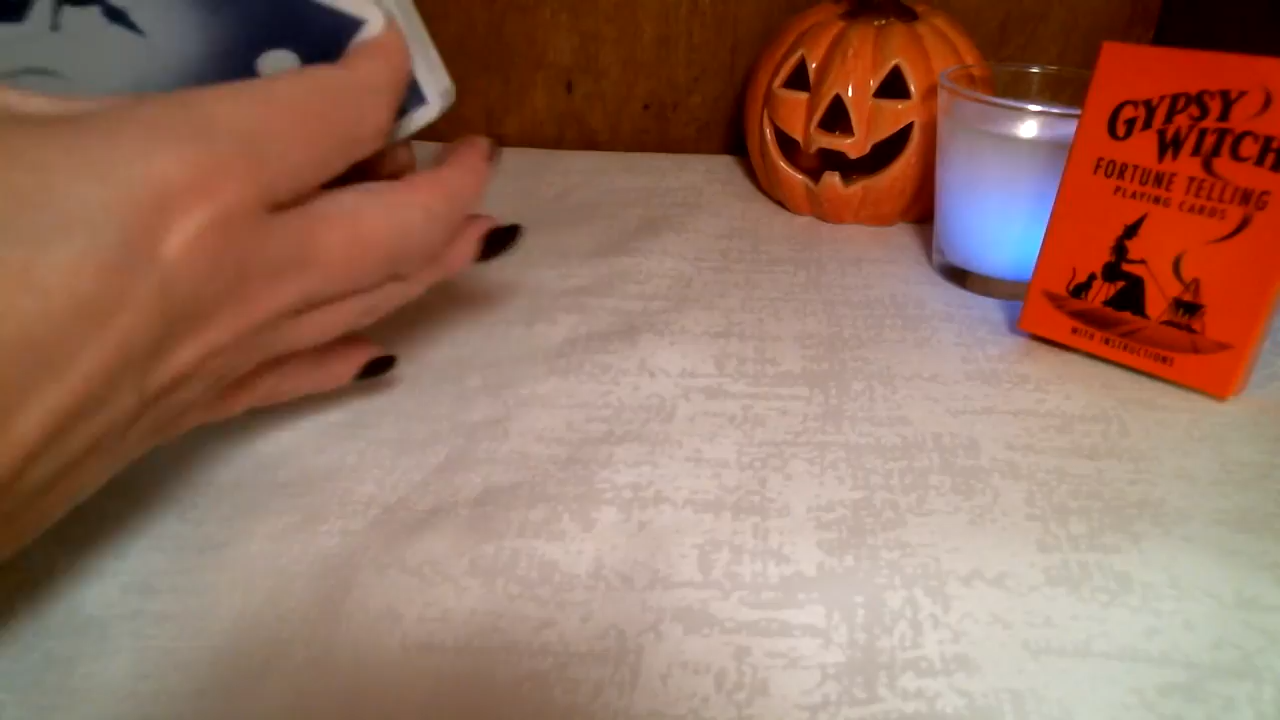 GYPSY
WITCH
FORTUNE TELLING
PLAYING CARDS
WITH INSTRUCTIONS